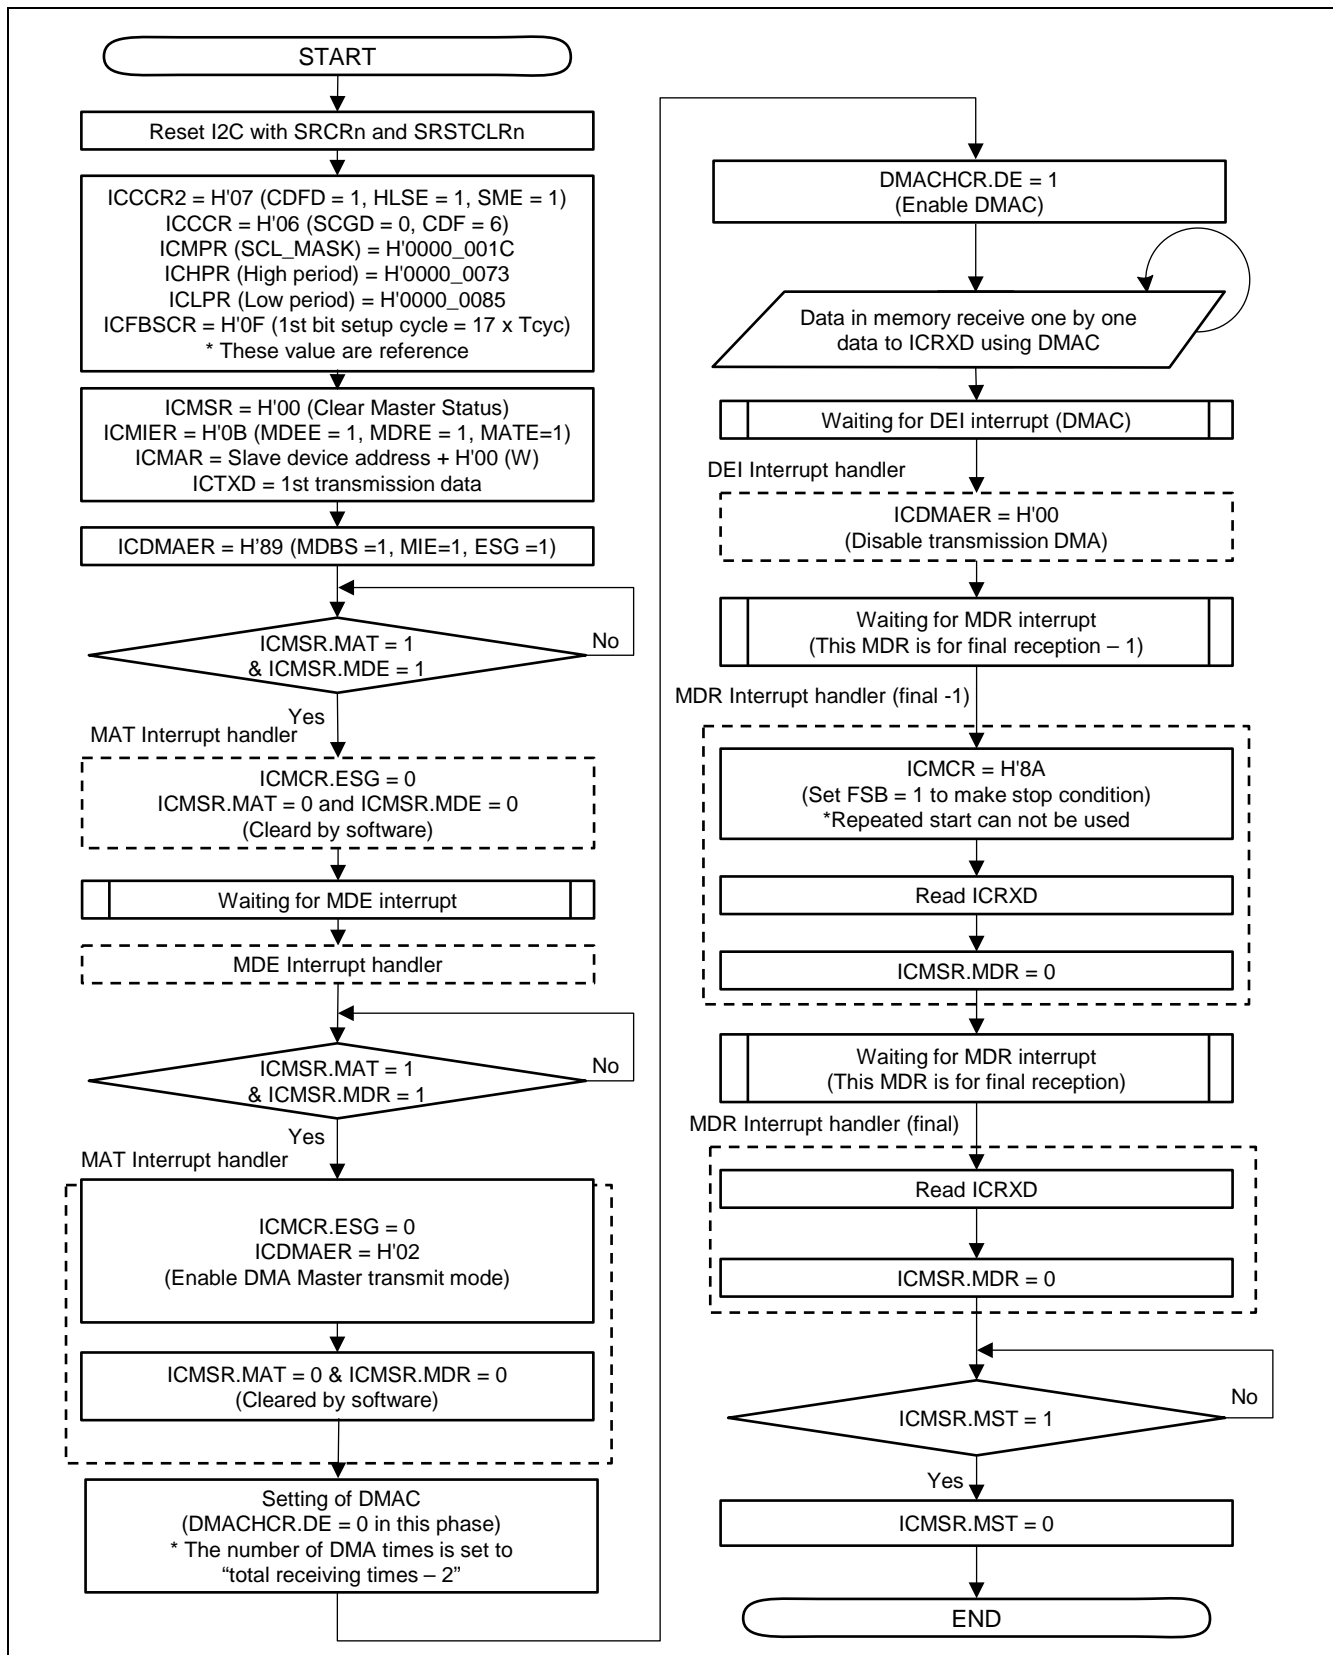 START
Reset I2C with SRCRn and SRSTCLRn
ICCCR2 = H'07 (CDFD = 1, HLSE = 1, SME = 1)
ICCCR = H'06 (SCGD = 0, CDF = 6)
ICMPR (SCL_MASK) = H'0000_001C
ICHPR (High period) = H'0000_0073
ICLPR (Low period) = H'0000_0085
ICFBSCR = H'0F (1st bit setup cycle = 17 x Tcyc)
* These value are reference
ICMSR = H'00 (Clear Master Status)
ICMIER = H'0B (MDEE = 1, MDRE = 1, MATE=1)
ICMAR = Slave device address + H'00 (W)
ICTXD = 1st transmission data
ICDMAER = H'89 (MDBS =1, MIE=1, ESG =1)
ICMSR.MAT = 1
& ICMSR.MDE = 1
No
Yes
MAT Interrupt handler
ICMCR.ESG = 0
ICMSR.MAT = 0 and ICMSR.MDE = 0
(Cleard by software)
Waiting for MDE interrupt
MDE Interrupt handler
ICMSR.MAT = 1
& ICMSR.MDR = 1
No
Yes
MAT Interrupt handler
ICMCR.ESG = 0
ICDMAER = H'02
(Enable DMA Master transmit mode)
ICMSR.MAT = 0 & ICMSR.MDR = 0
(Cleared by software)
Setting of DMAC
(DMACHCR.DE = 0 in this phase)
* The number of DMA times is set to
“total receiving times – 2”
DMACHCR.DE = 1
(Enable DMAC)
Data in memory receive one by one
data to ICRXD using DMAC
Waiting for DEI interrupt (DMAC)
DEI Interrupt handler
ICDMAER = H'00
(Disable transmission DMA)
Waiting for MDR interrupt
(This MDR is for final reception – 1)
MDR Interrupt handler (final -1)
ICMCR = H'8A
(Set FSB = 1 to make stop condition)
*Repeated start can not be used
Read ICRXD
ICMSR.MDR = 0
Waiting for MDR interrupt
(This MDR is for final reception)
MDR Interrupt handler (final)
Read ICRXD
ICMSR.MDR = 0
ICMSR.MST = 1
No
Yes
ICMSR.MST = 0
END